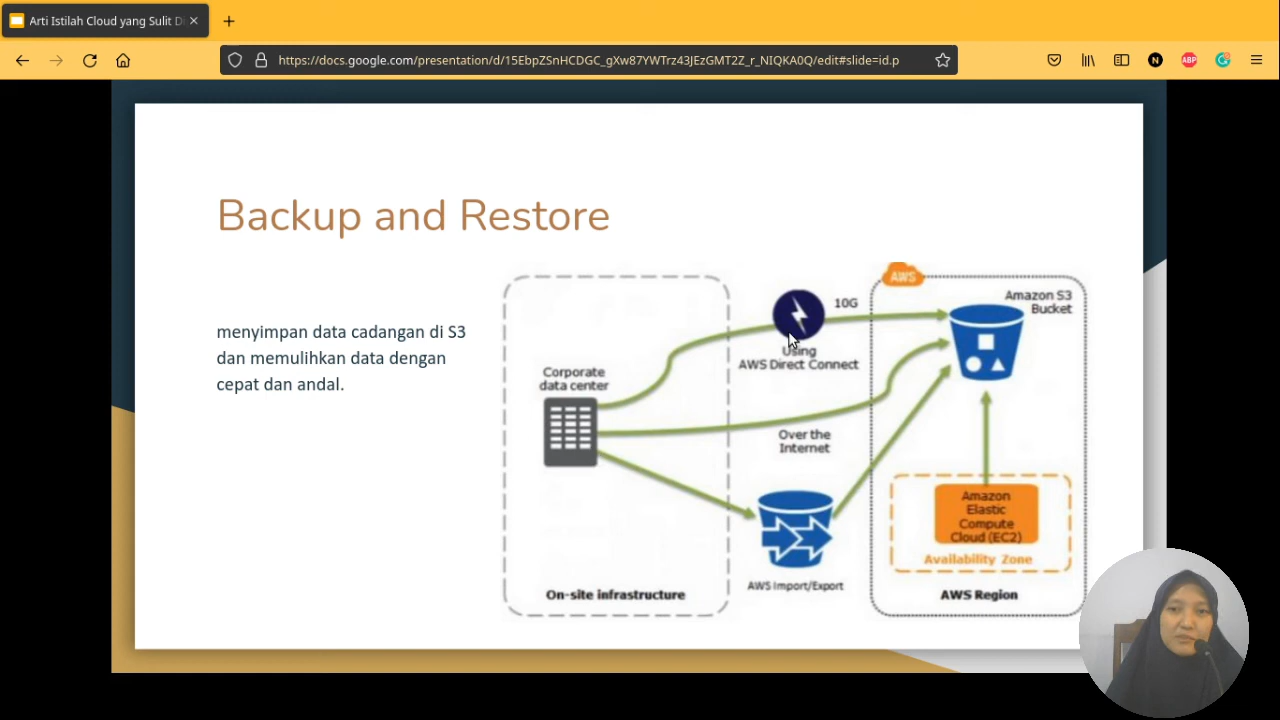 Arti Istilah Cloud yang Sulit D
https://docs.google.com/presentation/d/15EbpZSnHCDGC_gXw87YWTrz43JEzGMT2Z_r_NIQKA0Q/edit#slide=id.p
N
ABP
Backup and Restore
menyimpan data cadangan di S3
dan memulihkan data dengan
cepat dan andal.
AWS
10G
Amazon S3
Bucket
Using
AWS Direct Connect
Corporate
data center
Over the
Internet
Amazon
Elastic
Compute
Cloud (EC2)
Availability Zone
AWS Import/Export
On-site infrastructure
AWS Region